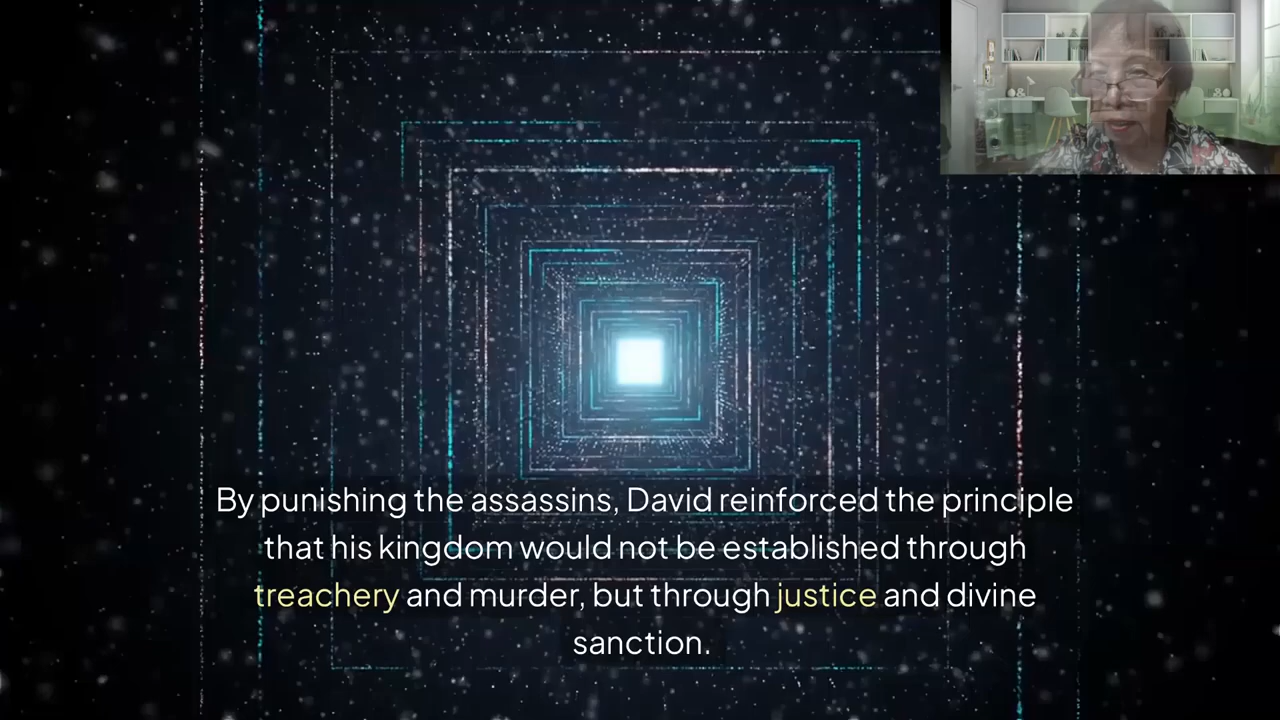 By punishing the assassins, David reinforced the principle
that his kingdom would not be established through
treachery and murder, but through justice and divine
sanction.